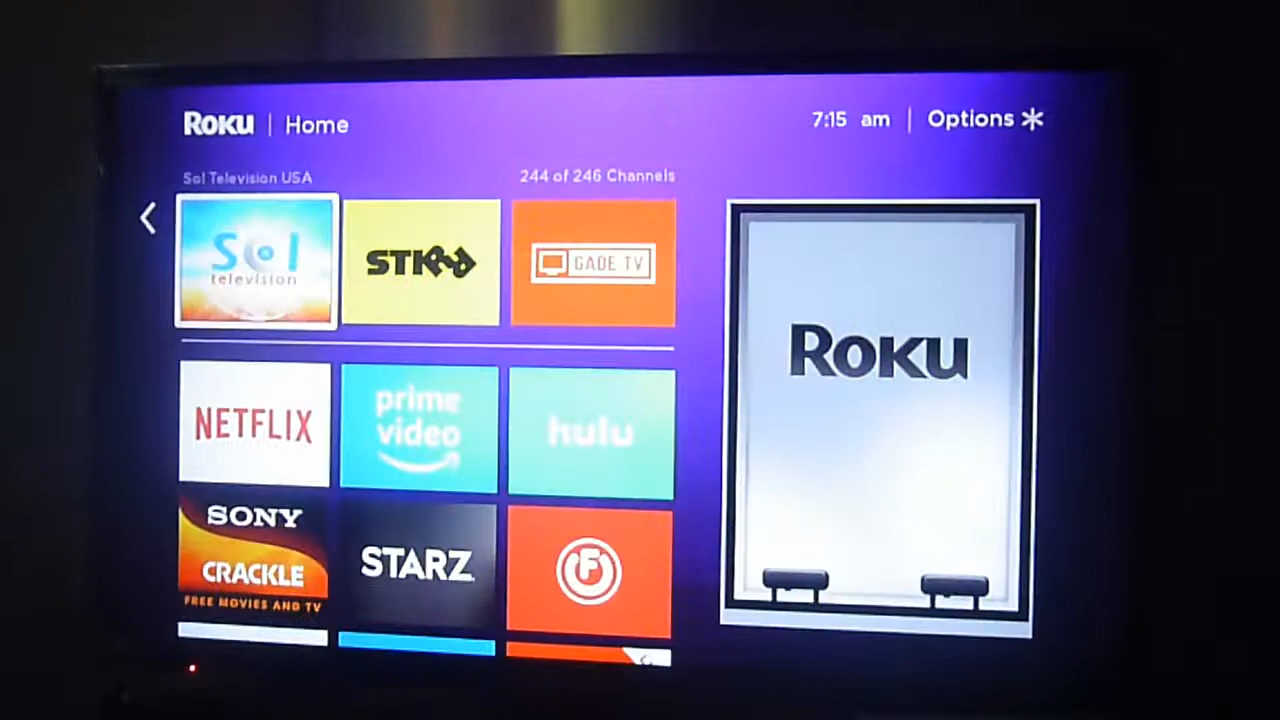 Roku | Home
7:15 am | Options
Sol Television USA
244 of 246 Channels
Sol
television
STIRR
GADE TV
Roku
NETFLIX
prime
video
hulu
SONY
CRACKLE
FREE MOVIES AND TV
STARZ
F